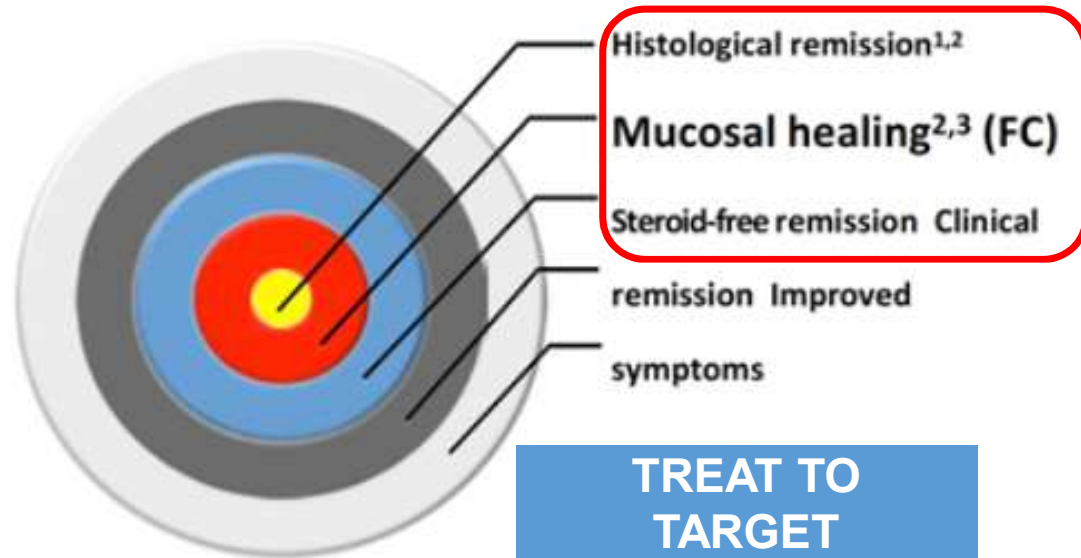 Histological remission¹,²
Mucosal healing²,³ (FC)
Steroid-free remission Clinical
remission Improved
symptoms
TREAT TO
TARGET